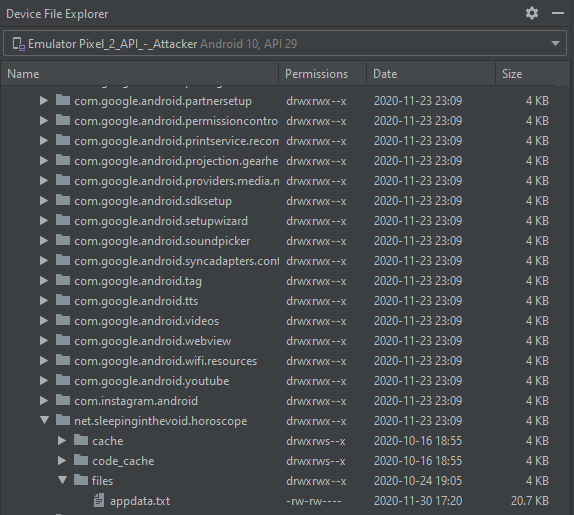 Device File Explorer
Emulator Pixel_2_API_-_Attacker Android 10, API 29
Name Permissions Date Size
com.google.android.partnersetup drwxrwx--x 2020-11-23 23:09 4 KB
com.google.android.permissioncontro drwxrwx--x 2020-11-23 23:09 4 KB
com.google.android.printservice.recom drwxrwx--x 2020-11-23 23:09 4 KB
com.google.android.projection.gearhe drwxrwx--x 2020-11-23 23:09 4 KB
com.google.android.providers.media.n drwxrwx--x 2020-11-23 23:09 4 KB
com.google.android.sdksetup drwxrwx--x 2020-11-23 23:09 4 KB
com.google.android.setupwizard drwxrwx--x 2020-11-23 23:09 4 KB
com.google.android.soundpicker drwxrwx--x 2020-11-23 23:09 4 KB
com.google.android.syncadapters.cont drwxrwx--x 2020-11-23 23:09 4 KB
com.google.android.tag drwxrwx--x 2020-11-23 23:09 4 KB
com.google.android.tts drwxrwx--x 2020-11-23 23:09 4 KB
com.google.android.videos drwxrwx--x 2020-11-23 23:09 4 KB
com.google.android.webview drwxrwx--x 2020-11-23 23:09 4 KB
com.google.android.wifi.resources drwxrwx--x 2020-11-23 23:09 4 KB
com.google.android.youtube drwxrwx--x 2020-11-23 23:09 4 KB
com.instagram.android drwxrwx--x 2020-11-23 23:09 4 KB
net.sleepinginthevoid.horoscope drwxrwx--x 2020-11-23 23:09 4 KB
cache drwxrws--x 2020-10-16 18:55 4 KB
code_cache drwxrws--x 2020-10-16 18:55 4 KB
files drwxrwx--x 2020-10-24 19:05 4 KB
appdata.txt -rw-rw---- 2020-11-30 17:20 20.7 KB